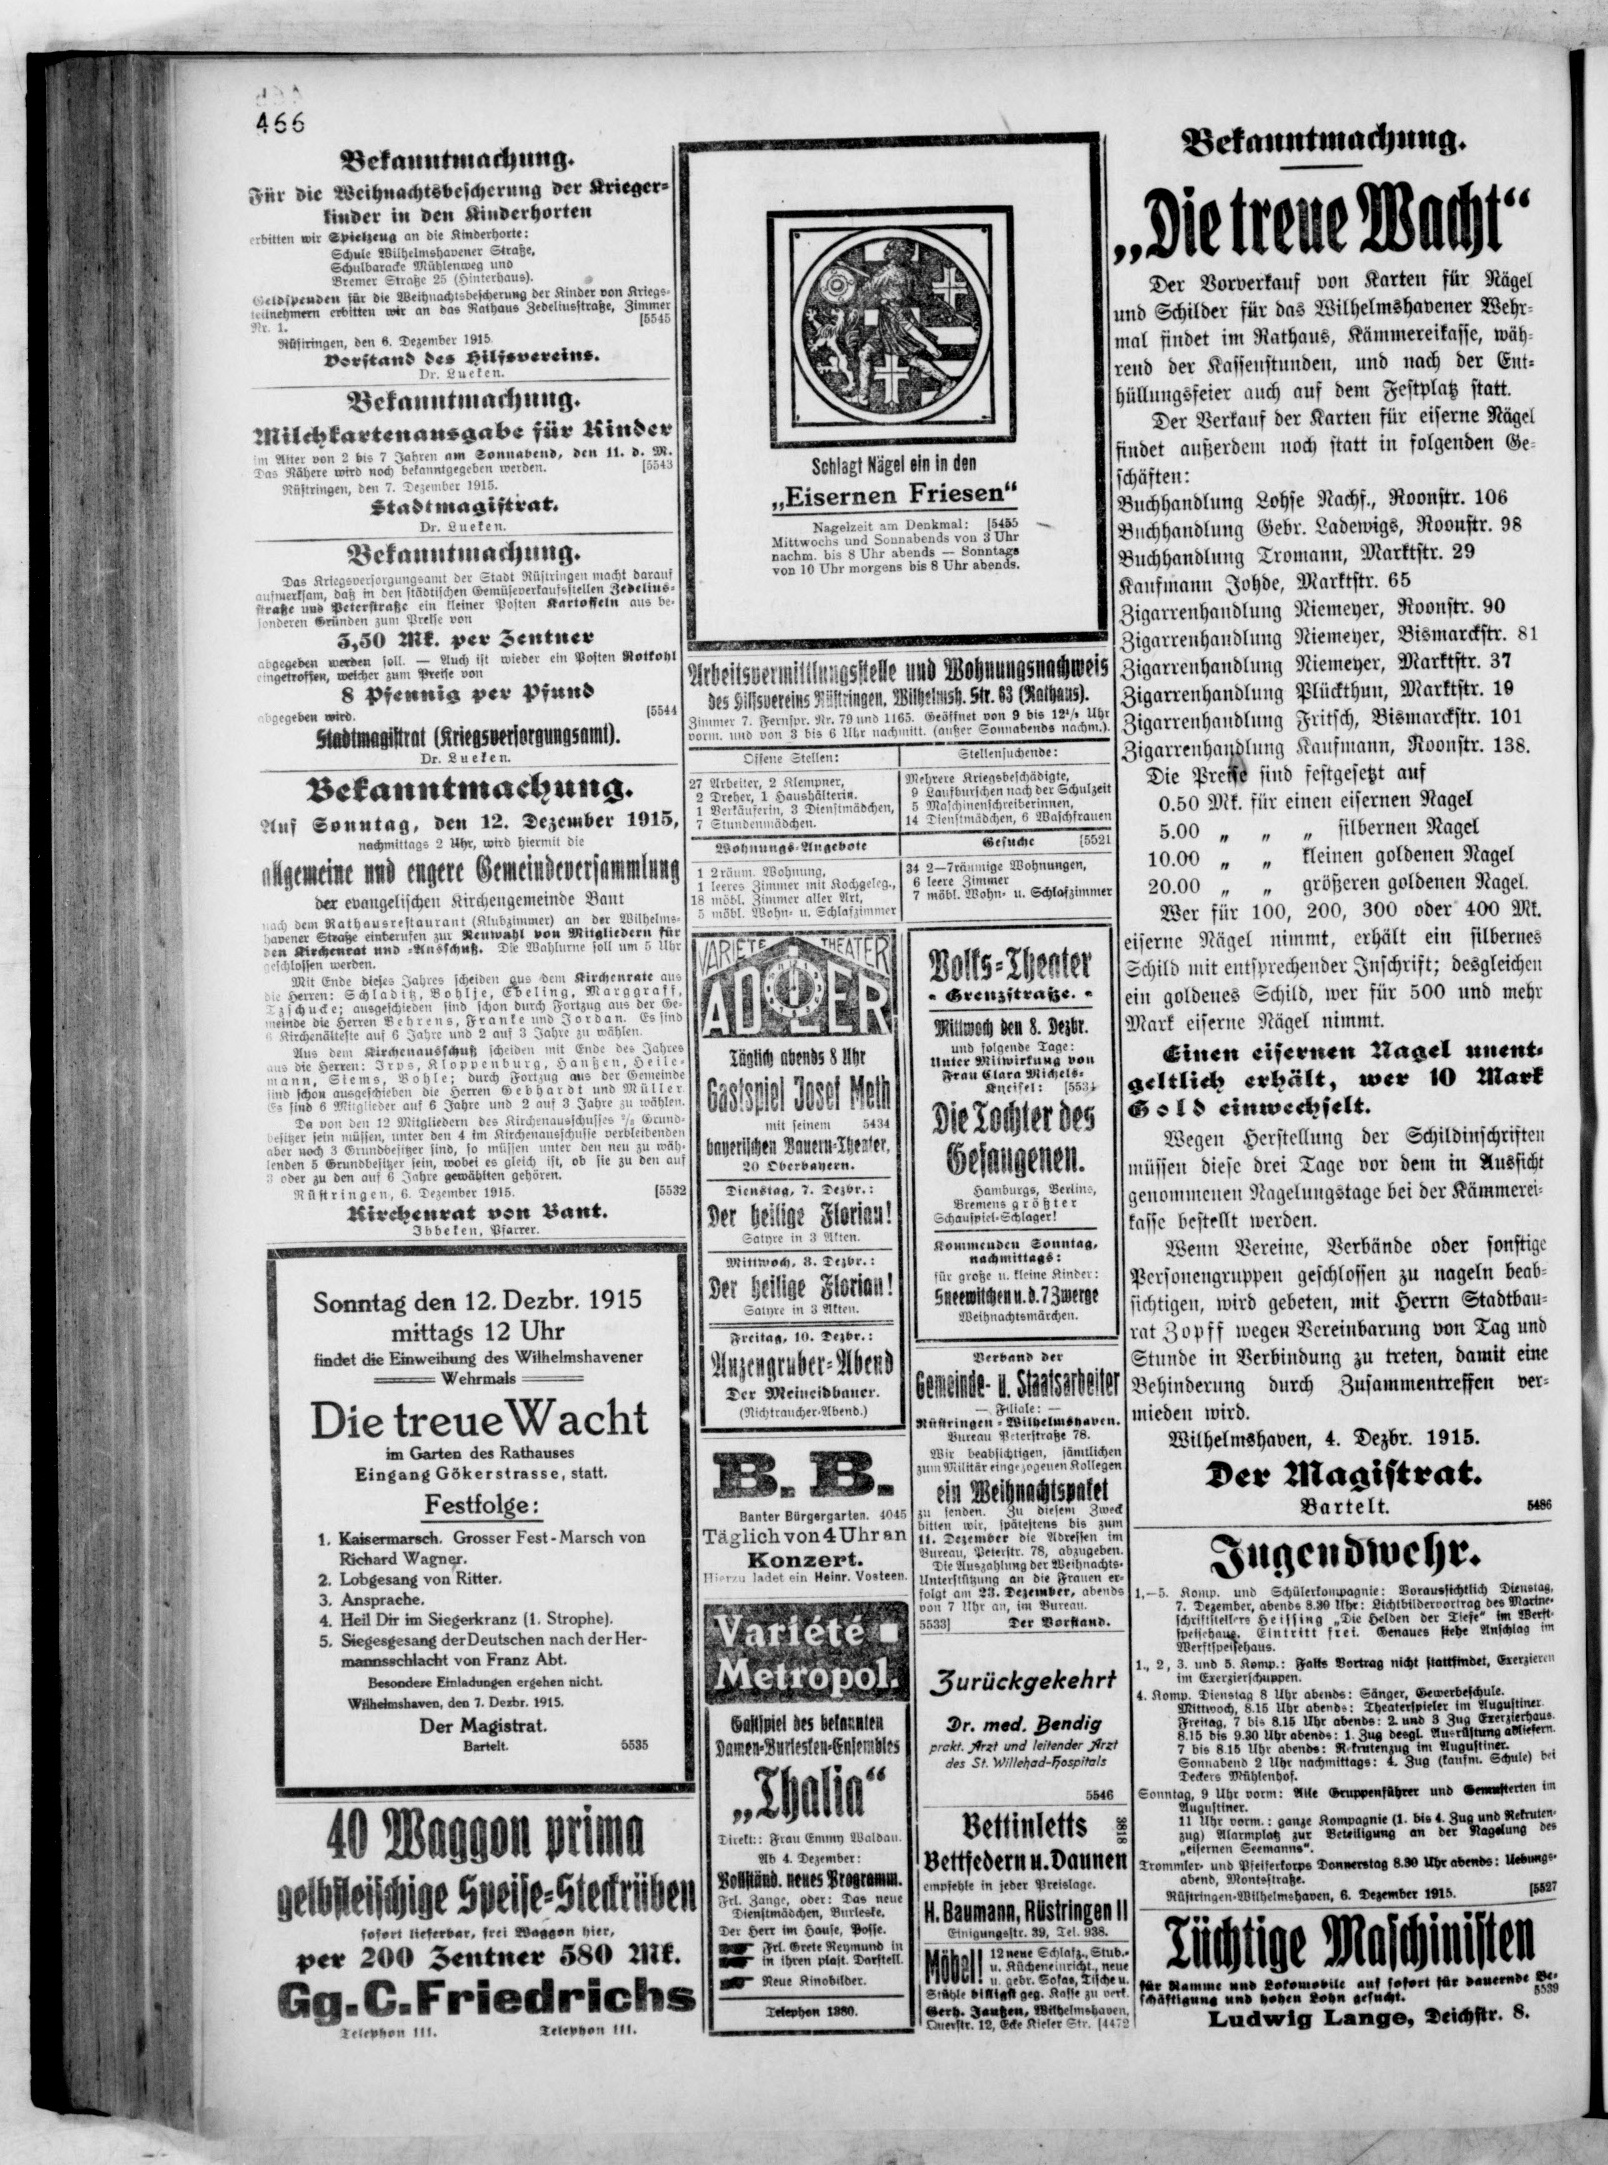 466
Bekanntmachung.
Für die Weihnachtsbescherung der Krieger-
kinder in den Kinderhorten
erbitten wir Spielzeug an die Kinderhorte:
Schule Wilhelmshavener Straße,
Schulbaracke Mühlenweg und
Bremer Straße 25 (Hinterhaus).
Geldspenden für die Weihnachtsbescherung der Kinder von Kriegs-
teilnehmern erbitten wir an das Rathaus Zedeliusstraße, Zimmer
Nr. 1. [5545
Rüstringen, den 6. Dezember 1915.
Vorstand des Hilfsvereins.
Dr. Lueken.
Bekanntmachung.
Milchkartenausgabe für Kinder
im Alter von 2 bis 7 Jahren am Sonnabend, den 11. d. M.
Das Nähere wird noch bekanntgegeben werden. [5543
Rüstringen, den 7. Dezember 1915.
Stadtmagistrat.
Dr. Lueken.
Bekanntmachung.
Das Kriegsversorgungsamt der Stadt Rüstringen macht darauf
aufmerksam, daß in den städtischen Gemüseverkaufsstellen Zedelius-
straße und Peterstraße ein kleiner Posten Kartoffeln aus be-
sonderen Gründen zum Preise von
3,50 Mk. per Zentner
abgegeben werden soll. — Auch ist wieder ein Posten Rotkohl
eingetroffen, welcher zum Preise von
8 Pfennig per Pfund
abgegeben wird. [5544
Stadtmagistrat (Kriegsversorgungsamt).
Dr. Lueken.
Bekanntmachung.
Auf Sonntag, den 12. Dezember 1915,
nachmittags 2 Uhr, wird hiermit die
allgemeine und engere Gemeindeversammlung
der evangelischen Kirchengemeinde Bant
nach dem Rathausrestaurant (Klubzimmer) an der Wilhelms-
havener Straße einberufen zur Neuwahl von Mitgliedern für
den Kirchenrat und -Ausschuß. Die Wahlurne soll um 5 Uhr
geschlossen werden.
Mit Ende dieses Jahres scheiden aus dem Kirchenrate aus
die Herren: Schladitz, Bohlje, Ebeling, Marggraff,
Tzschucke; ausgeschieden sind schon durch Fortzug aus der Ge-
meinde die Herren Behrens, Franke und Jordan. Es sind
6 Kirchenälteste auf 6 Jahre und 2 auf 3 Jahre zu wählen.
Aus dem Kirchenausschuß scheiden mit Ende des Jahres
aus die Herren: Irps, Kloppenburg, Hanßen, Heile-
mann, Siems, Bohle; durch Fortzug aus der Gemeinde
sind schon ausgeschieden die Herren Gebhardt und Müller.
Es sind 6 Mitglieder auf 6 Jahre und 2 auf 3 Jahre zu wählen.
Da von den 12 Mitgliedern des Kirchenausschusses ²/₃ Grund-
besitzer sein müssen, unter den 4 im Kirchenausschusse verbleibenden
aber noch 3 Grundbesitzer sind, so müssen unter den neu zu wäh-
lenden 5 Grundbesitzer sein, wobei es gleich ist, ob sie zu den auf
3 oder zu den auf 6 Jahre gewählten gehören.
Rüstringen, 6. Dezember 1915. [5532
Kirchenrat von Bant.
Ibbeken, Pfarrer.
Sonntag den 12. Dezbr. 1915
mittags 12 Uhr
findet die Einweihung des Wilhelmshavener
Wehrmals
Die treue Wacht
im Garten des Rathauses
Eingang Gökerstrasse, statt.
Festfolge:
1. Kaisermarsch. Grosser Fest-Marsch von
Richard Wagner.
2. Lobgesang von Ritter.
3. Ansprache.
4. Heil Dir im Siegerkranz (1. Strophe).
5. Siegesgesang der Deutschen nach der Her-
mannsschlacht von Franz Abt.
Besondere Einladungen ergehen nicht.
Wilhelmshaven, den 7. Dezbr. 1915.
Der Magistrat.
Bartelt. 5535
40 Waggon prima
gelbfleischige Speise-Steckrüben
sofort lieferbar, frei Waggon hier,
per 200 Zentner 580 Mk.
Gg. C. Friedrichs
Telephon 111. Telephon 111.
Schlagt Nägel ein in den
„Eisernen Friesen“
Nagelzeit am Denkmal: [5455
Mittwochs und Sonnabends von 3 Uhr
nachm. bis 8 Uhr abends — Sonntags
von 10 Uhr morgens bis 8 Uhr abends.
Arbeitsvermittlungsstelle und Wohnungsnachweis
des Hilfsvereins Rüstringen, Wilhelmsh. Str. 63 (Rathaus).
Zimmer 7. Fernspr. Nr. 79 und 1165. Geöffnet von 9 bis 12¹/₂ Uhr
vorm. und von 3 bis 6 Uhr nachmitt. (außer Sonnabends nachm.).
Offene Stellen:
27 Arbeiter, 2 Klempner,
2 Dreher, 1 Haushälterin,
1 Verkäuferin, 3 Dienstmädchen,
7 Stundenmädchen.
Stellensuchende:
Mehrere Kriegsbeschädigte,
9 Laufburschen nach der Schulzeit
5 Maschinenschreiberinnen,
14 Dienstmädchen, 6 Waschfrauen
Wohnungs-Angebote
1 2räum. Wohnung,
1 leeres Zimmer mit Kochgeleg.,
18 möbl. Zimmer aller Art,
5 möbl. Wohn- u. Schlafzimmer
Gesuche [5521
34 2—7räumige Wohnungen,
6 leere Zimmer
7 möbl. Wohn- u. Schlafzimmer
VARIETE THEATER
ADLER
Täglich abends 8 Uhr
Gastspiel Josef Meth
mit seinem 5434
bayerischen Bauern-Theater,
20 Oberbayern.
Dienstag, 7. Dezbr.:
Der heilige Florian!
Satyre in 3 Akten.
Mittwoch, 8. Dezbr.:
Der heilige Florian!
Satyre in 3 Akten.
Freitag, 10. Dezbr.:
Anzengruber-Abend
Der Meineidbauer.
(Nichtraucher-Abend.)
B. B.
Banter Bürgergarten. 4045
Täglich von 4 Uhr an
Konzert.
Hierzu ladet ein Heinr. Vosteen.
Variété
Metropol.
Gastspiel des bekannten
Damen-Burlesken-Ensembles
„Thalia“
Direkt.: Frau Emmy Waldau.
Ab 4. Dezember:
Vollständ. neues Programm.
Frl. Zange, oder: Das neue
Dienstmädchen, Burleske.
Der Herr im Hause, Posse.
Frl. Grete Reymund in
in ihren plast. Darstell.
Neue Kinobilder.
Telephon 1380.
Volks-Theater
Grenzstraße.
Mittwoch den 8. Dezbr.
und folgende Tage:
Unter Mitwirkung von
Frau Clara Michels-
Kneisel: [5531
Die Tochter des
Gefangenen.
Hamburgs, Berlins,
Bremens größter
Schauspiel-Schlager!
Kommenden Sonntag,
nachmittags:
für große u. kleine Kinder:
Sneewitchen u. d. 7 Zwerge
Weihnachtsmärchen.
Verband der
Gemeinde- u. Staatsarbeiter
— Filiale: —
Rüstringen-Wilhelmshaven.
Bureau Peterstraße 78.
Wir beabsichtigen, sämtlichen
zum Militär eingezogenen Kollegen
ein Weihnachtspaket
zu senden. Zu diesem Zweck
bitten wir, spätestens bis zum
11. Dezember die Adressen im
Bureau, Peterstr. 78, abzugeben.
Die Auszahlung der Weihnachts-
Unterstützung an die Frauen er-
folgt am 23. Dezember, abends
von 7 Uhr an, im Bureau.
5533] Der Vorstand.
Zurückgekehrt
Dr. med. Bendig
prakt. Arzt und leitender Arzt
des St. Willehad-Hospitals
5546
Bettinletts 3818
Bettfedern u. Daunen
empfehle in jeder Preislage.
H. Baumann, Rüstringen II
Einigungsstr. 39, Tel. 938.
Möbel! 12 neue Schlafz., Stub.-
u. Kücheneinricht., neue
u. gebr. Sofas, Tische u.
Stühle billigst geg. Kasse zu verk.
Gerh. Janßen, Wilhelmshaven,
Querstr. 12, Ecke Kieler Str. [4472
Bekanntmachung.
„Die treue Wacht“
Der Vorverkauf von Karten für Nägel
und Schilder für das Wilhelmshavener Wehr-
mal findet im Rathaus, Kämmereikasse, wäh-
rend der Kassenstunden, und nach der Ent-
hüllungsfeier auch auf dem Festplatz statt.
Der Verkauf der Karten für eiserne Nägel
findet außerdem noch statt in folgenden Ge-
schäften:
Buchhandlung Lohse Nachf., Roonstr. 106
Buchhandlung Gebr. Ladewigs, Roonstr. 98
Buchhandlung Tromann, Marktstr. 29
Kaufmann Johde, Marktstr. 65
Zigarrenhandlung Niemeyer, Roonstr. 90
Zigarrenhandlung Niemeyer, Bismarckstr. 81
Zigarrenhandlung Niemeyer, Marktstr. 37
Zigarrenhandlung Plückthun, Marktstr. 19
Zigarrenhandlung Fritsch, Bismarckstr. 101
Zigarrenhandlung Kaufmann, Roonstr. 138.
Die Preise sind festgesetzt auf
0.50 Mk. für einen eisernen Nagel
5.00 „ „ „ silbernen Nagel
10.00 „ „ kleinen goldenen Nagel
20.00 „ „ größeren goldenen Nagel.
Wer für 100, 200, 300 oder 400 Mk.
eiserne Nägel nimmt, erhält ein silbernes
Schild mit entsprechender Inschrift; desgleichen
ein goldenes Schild, wer für 500 und mehr
Mark eiserne Nägel nimmt.
Einen eisernen Nagel unent-
geltlich erhält, wer 10 Mark
Gold einwechselt.
Wegen Herstellung der Schildinschriften
müssen diese drei Tage vor dem in Aussicht
genommenen Nagelungstage bei der Kämmerei-
kasse bestellt werden.
Wenn Vereine, Verbände oder sonstige
Personengruppen geschlossen zu nageln beab-
sichtigen, wird gebeten, mit Herrn Stadtbau-
rat Zopff wegen Vereinbarung von Tag und
Stunde in Verbindung zu treten, damit eine
Behinderung durch Zusammentreffen ver-
mieden wird.
Wilhelmshaven, 4. Dezbr. 1915.
Der Magistrat.
Bartelt. 5486
Jugendwehr.
1.—5. Komp. und Schülerkompagnie: Voraussichtlich Dienstag,
7. Dezember, abends 8.30 Uhr: Lichtbildervortrag des Marine-
schriftstellers Heissing „Die Helden der Tiefe“ im Werft-
speisehaus. Eintritt frei. Genaues siehe Anschlag im
Werftspeisehaus.
1., 2, 3. und 5. Komp.: Falls Vortrag nicht stattfindet, Exerzieren
im Exerzierschuppen.
4. Komp. Dienstag 8 Uhr abends: Sänger, Gewerbeschule.
Mittwoch, 8.15 Uhr abends: Theaterspieler im Augustiner.
Freitag, 7 bis 8.15 Uhr abends: 2. und 3 Zug Exerzierhaus.
8.15 bis 9.30 Uhr abends: 1. Zug desgl. Ausrüstung abliefern.
7 bis 8.15 Uhr abends: Rekrutenzug im Augustiner.
Sonnabend 2 Uhr nachmittags: 4. Zug (kaufm. Schule) bei
Deckers Mühlenhof.
Sonntag, 9 Uhr vorm: Alle Gruppenführer und Gemusterten im
Augustiner.
11 Uhr vorm.: ganze Kompagnie (1. bis 4. Zug und Rekruten-
zug) Alarmplatz zur Beteiligung an der Nagelung des
„eisernen Seemanns“.
Trommler- und Pfeiferkorps Donnerstag 8.30 Uhr abends: Uebungs-
abend, Montsstraße.
Rüstringen-Wilhelmshaven, 6. Dezember 1915. [5527
Tüchtige Maschinisten
für Ramme und Lokomobile auf sofort für dauernde Be-
schäftigung und hohen Lohn gesucht. 5539
Ludwig Lange, Deichstr. 8.